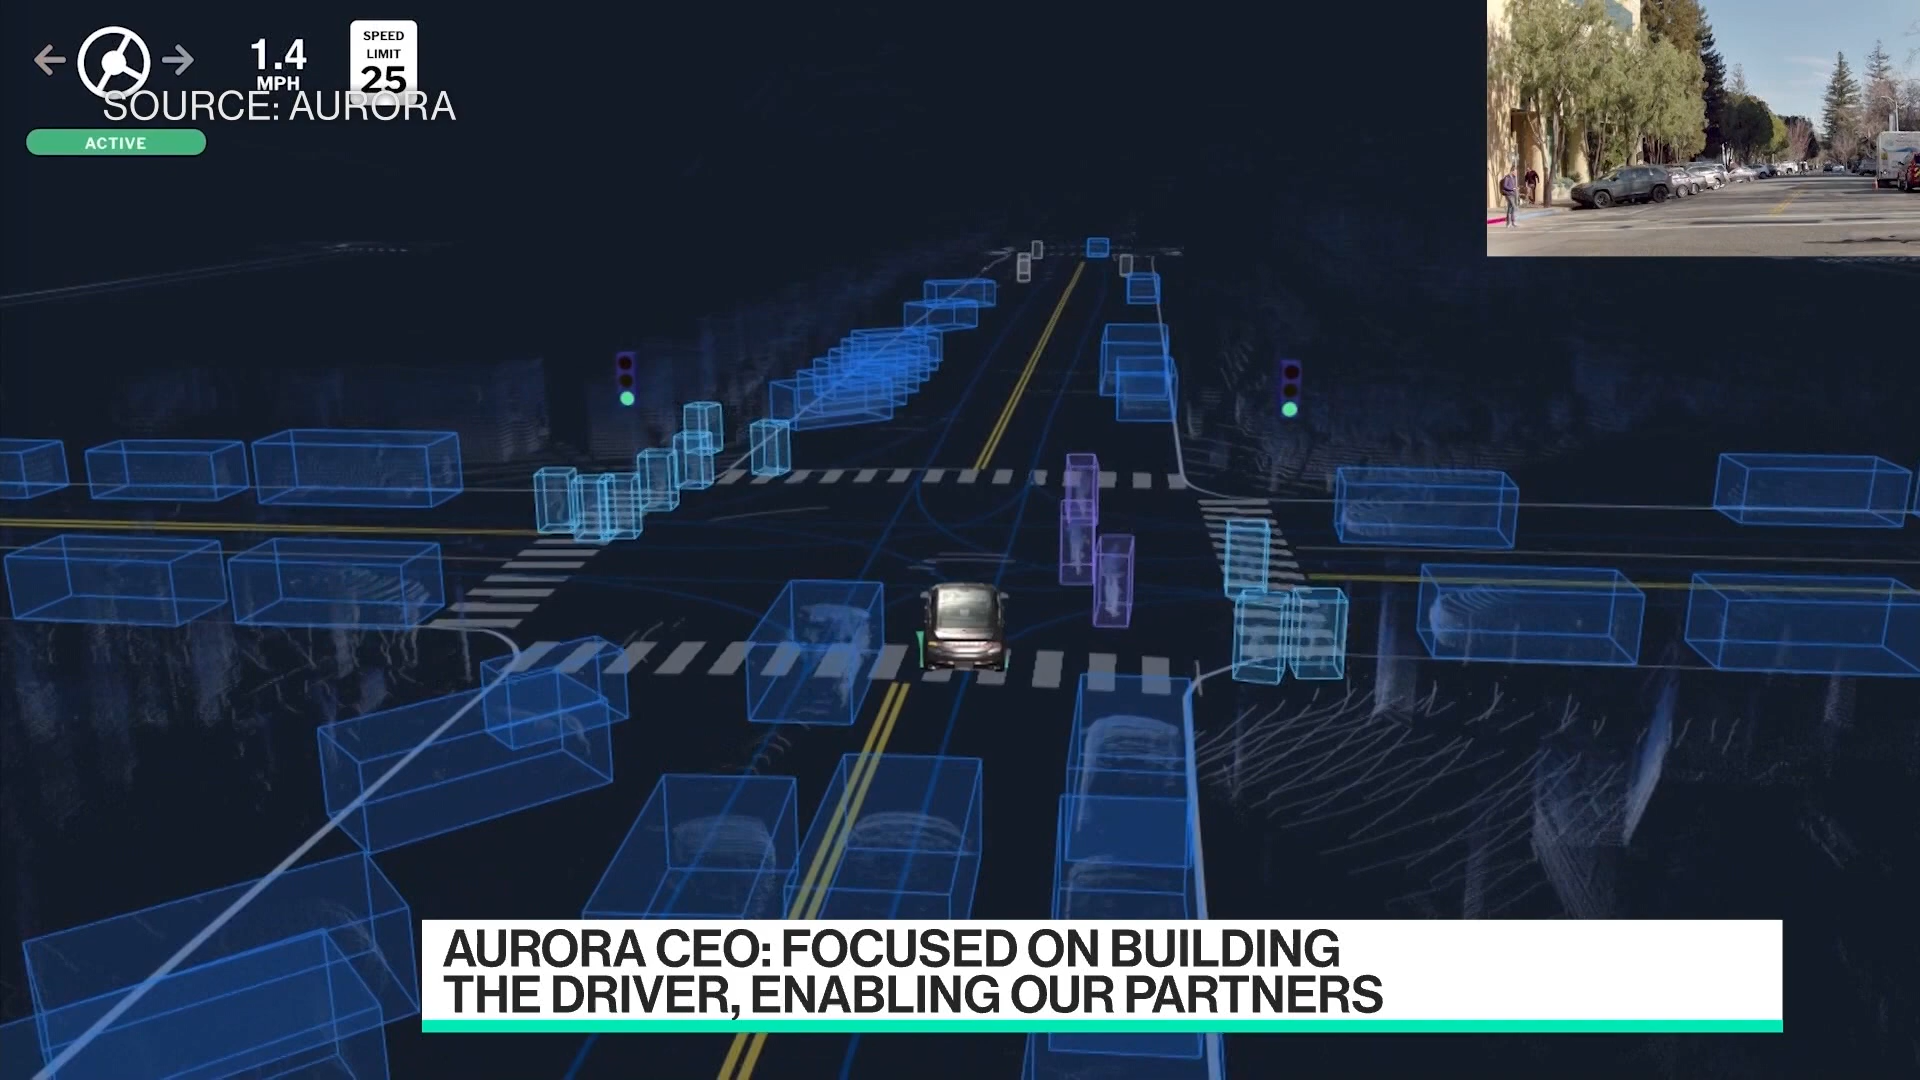 1.4
MPH
SPEED
LIMIT
25
SOURCE: AURORA
ACTIVE
AURORA CEO: FOCUSED ON BUILDING
THE DRIVER, ENABLING OUR PARTNERS